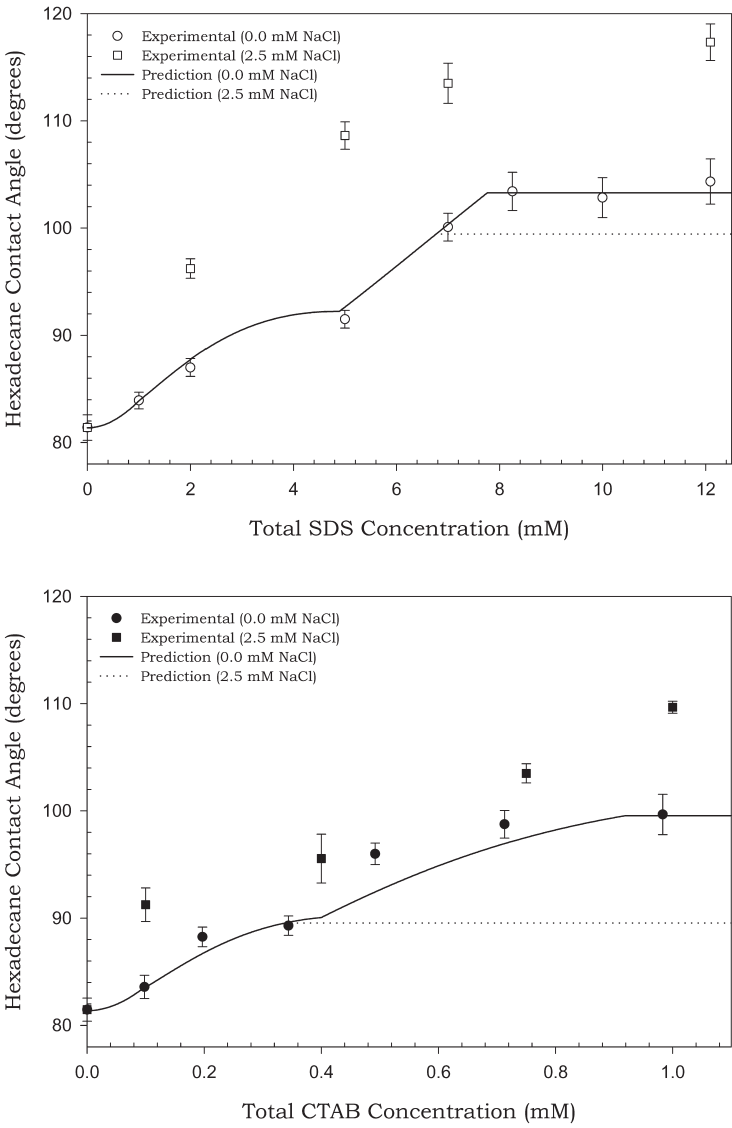 120
110
100
90
80
Hexadecane Contact Angle (degrees)
Experimental (0.0 mM NaCl)
Experimental (2.5 mM NaCl)
Prediction (0.0 mM NaCl)
Prediction (2.5 mM NaCl)
0 2 4 6 8 10 12
Total SDS Concentration (mM)
120
110
100
90
80
Hexadecane Contact Angle (degrees)
Experimental (0.0 mM NaCl)
Experimental (2.5 mM NaCl)
Prediction (0.0 mM NaCl)
Prediction (2.5 mM NaCl)
0.0 0.2 0.4 0.6 0.8 1.0
Total CTAB Concentration (mM)